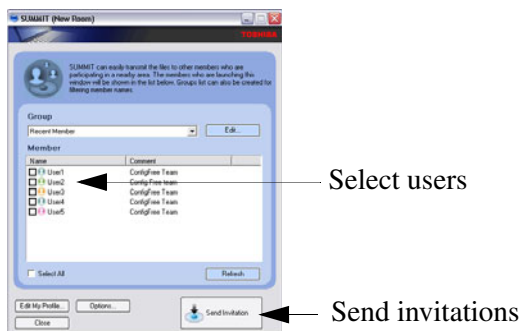 SUMMIT (New Room)
TOSHIBA
SUMMIT can easily transmit the files to other members who are
participating in a nearby area. The members who are launching this
window will be shown in the list below. Groups list can also be created for
filtering member names.
Group
Recent Member
Edit...
Member
Name Comment
User1 ConfigFree Team
User2 Config Free team
User3 ConfigFree Team
User4 ConfigFree Team
User5 ConfigFree Team
Select users
Select All
Refresh
Edit My Profile... Options...
Send Invitation
Send invitations
Close